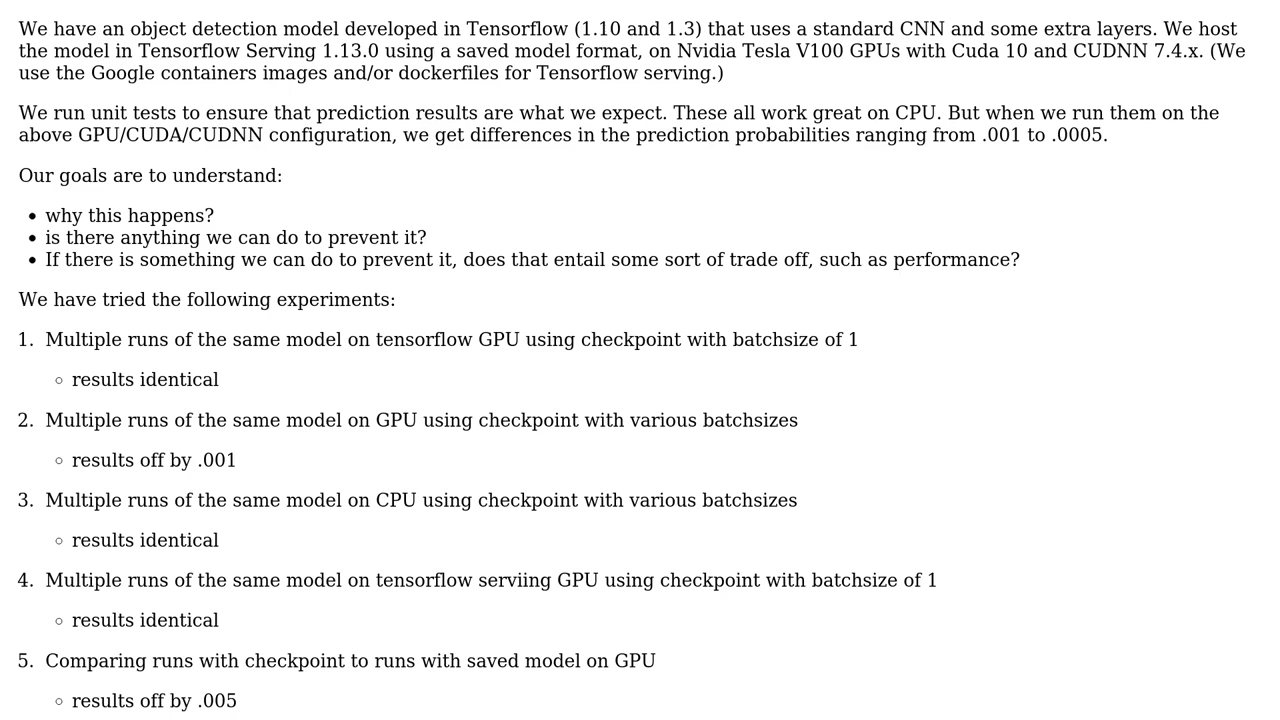 We have an object detection model developed in Tensorflow (1.10 and 1.3) that uses a standard CNN and some extra layers. We host
the model in Tensorflow Serving 1.13.0 using a saved model format, on Nvidia Tesla V100 GPUs with Cuda 10 and CUDNN 7.4.x. (We
use the Google containers images and/or dockerfiles for Tensorflow serving.)
We run unit tests to ensure that prediction results are what we expect. These all work great on CPU. But when we run them on the
above GPU/CUDA/CUDNN configuration, we get differences in the prediction probabilities ranging from .001 to .0005.
Our goals are to understand:
• why this happens?
• is there anything we can do to prevent it?
• If there is something we can do to prevent it, does that entail some sort of trade off, such as performance?
We have tried the following experiments:
1. Multiple runs of the same model on tensorflow GPU using checkpoint with batchsize of 1
◦ results identical
2. Multiple runs of the same model on GPU using checkpoint with various batchsizes
◦ results off by .001
3. Multiple runs of the same model on CPU using checkpoint with various batchsizes
◦ results identical
4. Multiple runs of the same model on tensorflow serviing GPU using checkpoint with batchsize of 1
◦ results identical
5. Comparing runs with checkpoint to runs with saved model on GPU
◦ results off by .005